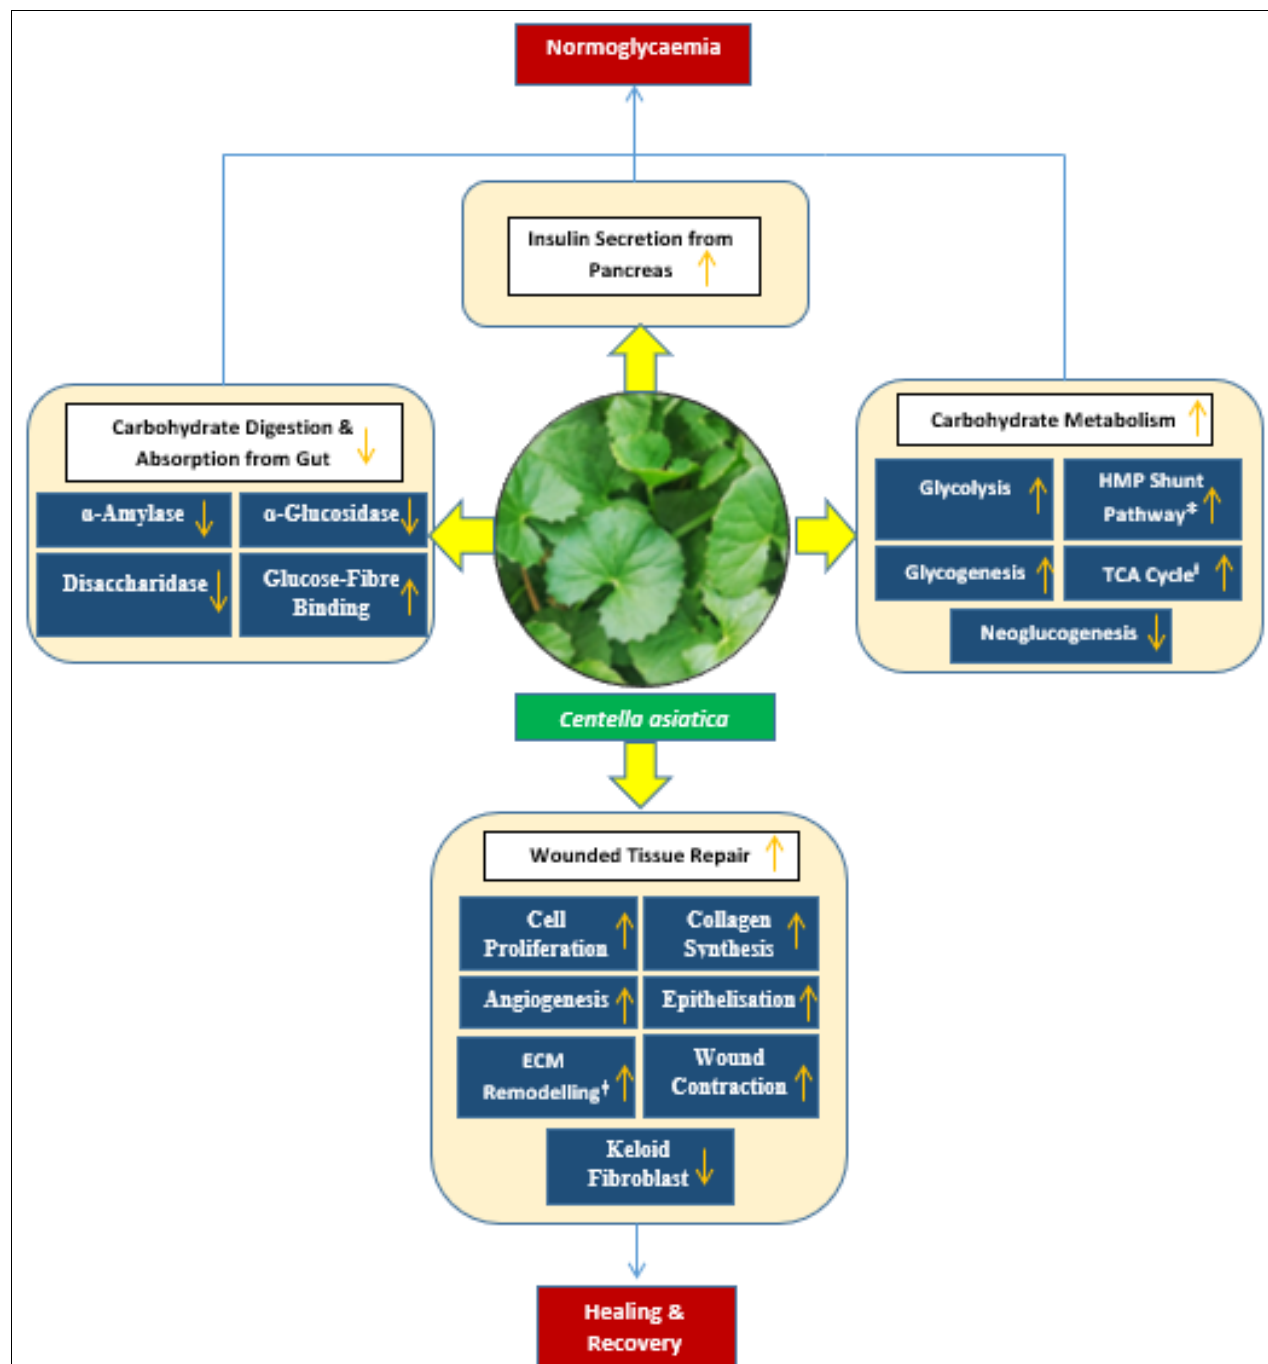 Normoglycaemia
Insulin Secretion from
Pancreas ↑
Carbohydrate Digestion &
Absorption from Gut ↓
α-Amylase ↓
α-Glucosidase ↓
Disaccharidase ↓
Glucose-Fibre
Binding ↑
Carbohydrate Metabolism ↑
Glycolysis ↑
HMP Shunt
Pathway* ↑
Glycogenesis ↑
TCA Cycleⱡ ↑
Neoglucogenesis ↓
Centella asiatica
Wounded Tissue Repair ↑
Cell
Proliferation ↑
Collagen
Synthesis ↑
Angiogenesis ↑
Epithelisation ↑
ECM
Remodelling† ↑
Wound
Contraction ↑
Keloid
Fibroblast ↓
Healing &
Recovery